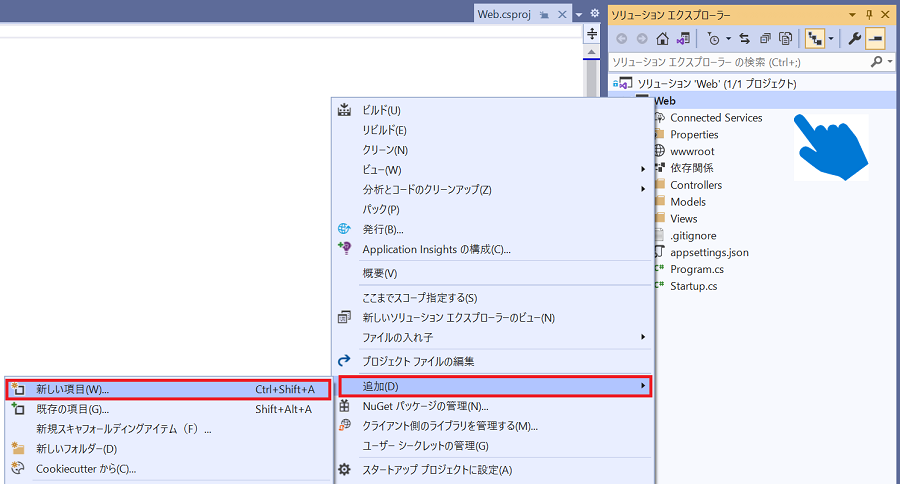 Web.csproj
ソリューション エクスプローラー
ソリューション エクスプローラー の検索 (Ctrl+;)
ソリューション 'Web' (1/1 プロジェクト)
Web
Connected Services
Properties
wwwroot
依存関係
Controllers
Models
Views
.gitignore
appsettings.json
Program.cs
Startup.cs
ビルド(U)
リビルド(E)
クリーン(N)
ビュー(W)
分析とコードのクリーンアップ(Z)
パック(P)
発行(B)...
Application Insights の構成(C)...
概要(V)
ここまでスコープ指定する(S)
新しいソリューション エクスプローラーのビュー(N)
ファイルの入れ子
プロジェクト ファイルの編集
追加(D)
NuGet パッケージの管理(N)...
クライアント側のライブラリを管理する(M)...
ユーザー シークレットの管理(G)
スタートアップ プロジェクトに設定(A)
新しい項目(W)... Ctrl+Shift+A
既存の項目(G)... Shift+Alt+A
新規スキャフォールディングアイテム（F）...
新しいフォルダー(D)
Cookiecutter から(C)...